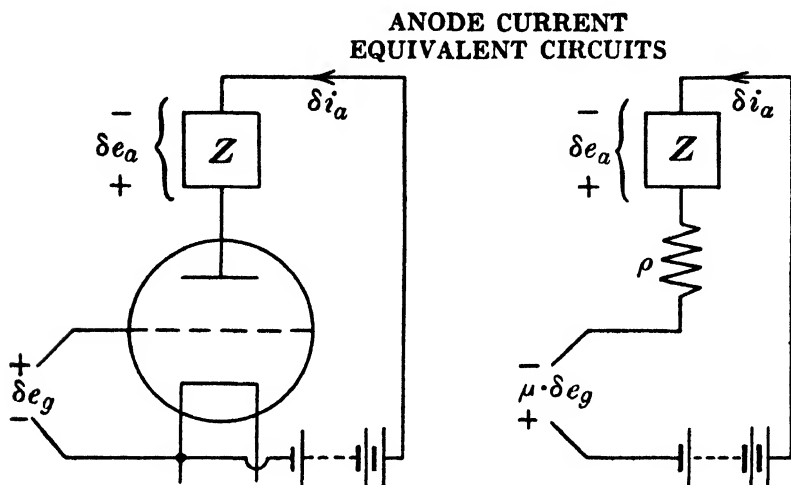 ANODE CURRENT
EQUIVALENT CIRCUITS
δi_a
−
δe_a
+
Z
+
δe_g
−
δi_a
−
δe_a
+
Z
ρ
−
μ·δe_g
+